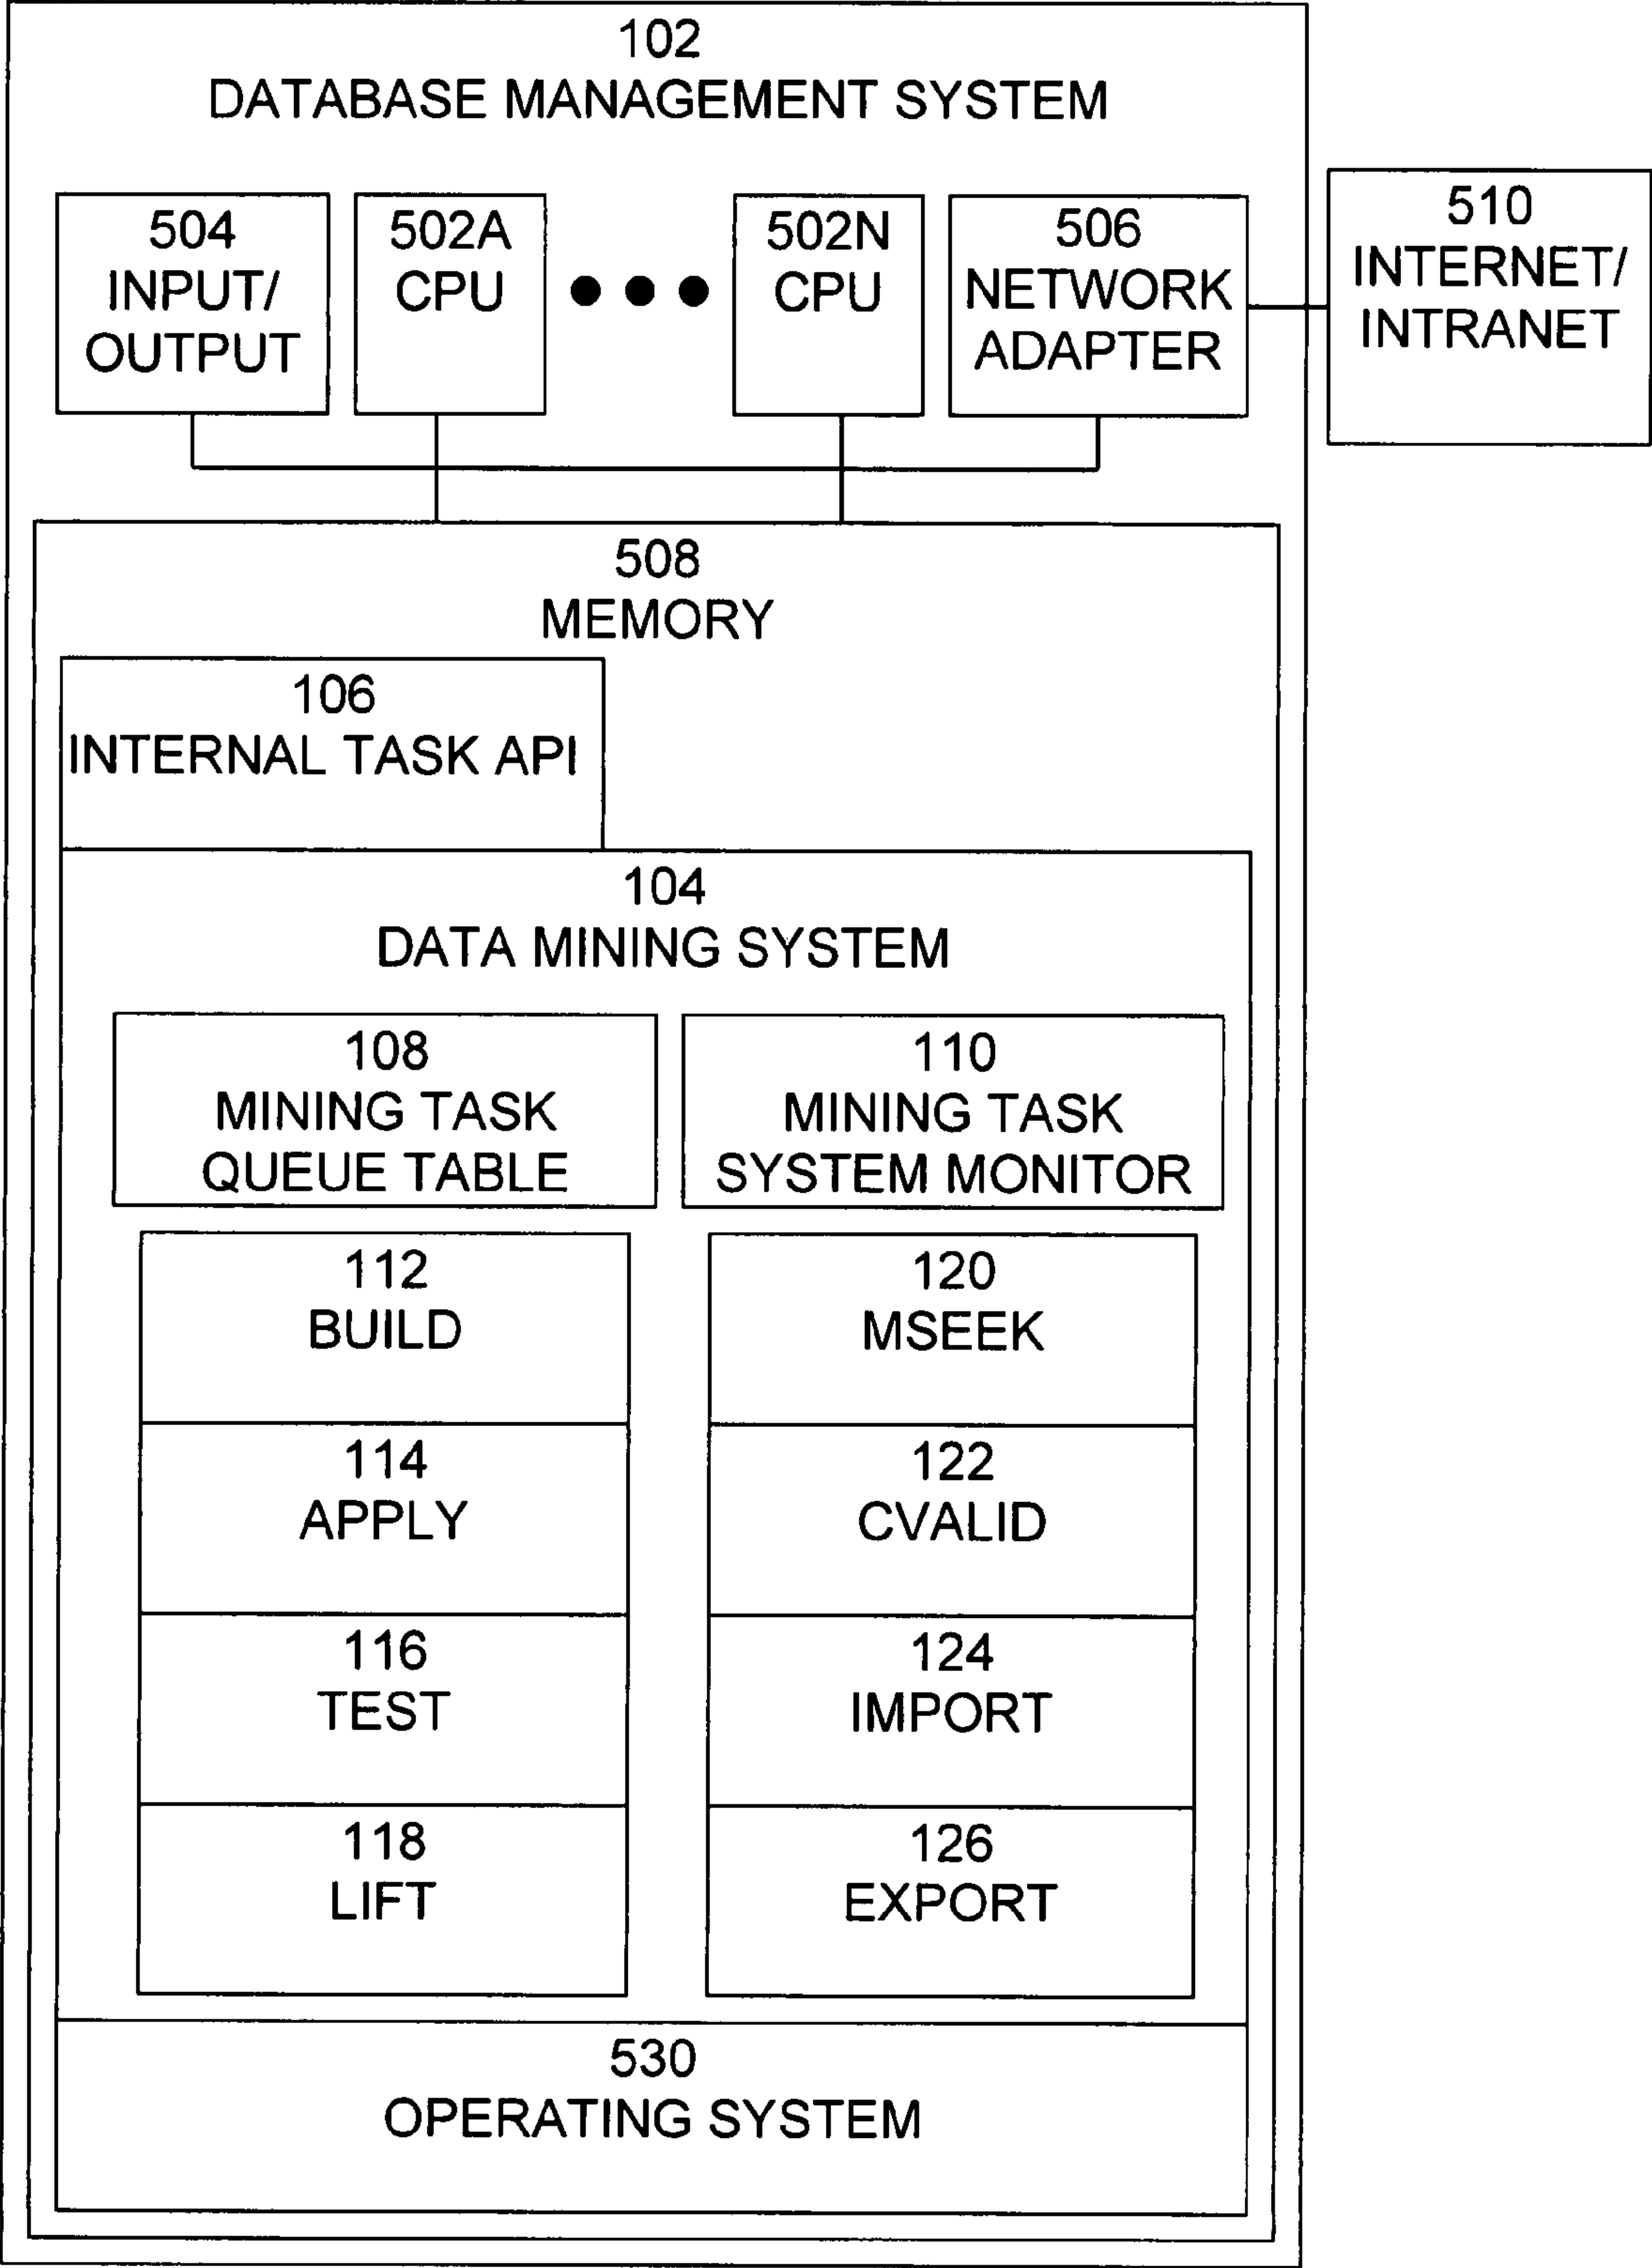 102
DATABASE MANAGEMENT SYSTEM
504
INPUT/
OUTPUT
502A
CPU
502N
CPU
506
NETWORK
ADAPTER
510
INTERNET/
INTRANET
508
MEMORY
106
INTERNAL TASK API
104
DATA MINING SYSTEM
108
MINING TASK
QUEUE TABLE
110
MINING TASK
SYSTEM MONITOR
112
BUILD
114
APPLY
116
TEST
118
LIFT
120
MSEEK
122
CVALID
124
IMPORT
126
EXPORT
530
OPERATING SYSTEM